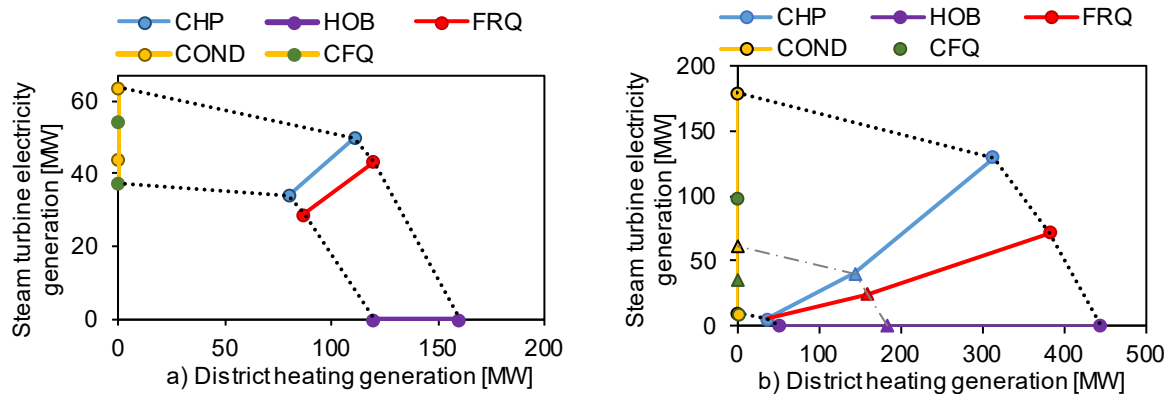 CHP HOB FRQ
COND CFQ
Steam turbine electricity
generation [MW]
60
40
20
0
0 50 100 150 200
a) District heating generation [MW]
CHP HOB FRQ
COND CFQ
Steam turbine electricity
generation [MW]
200
150
100
50
0
0 100 200 300 400 500
b) District heating generation [MW]